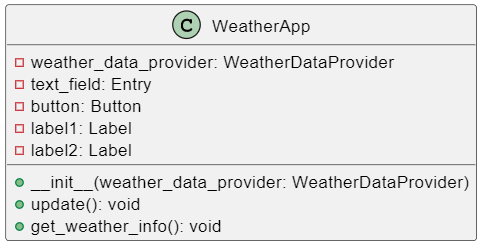 C WeatherApp
weather_data_provider: WeatherDataProvider
text_field: Entry
button: Button
label1: Label
label2: Label
__init__(weather_data_provider: WeatherDataProvider)
update(): void
get_weather_info(): void